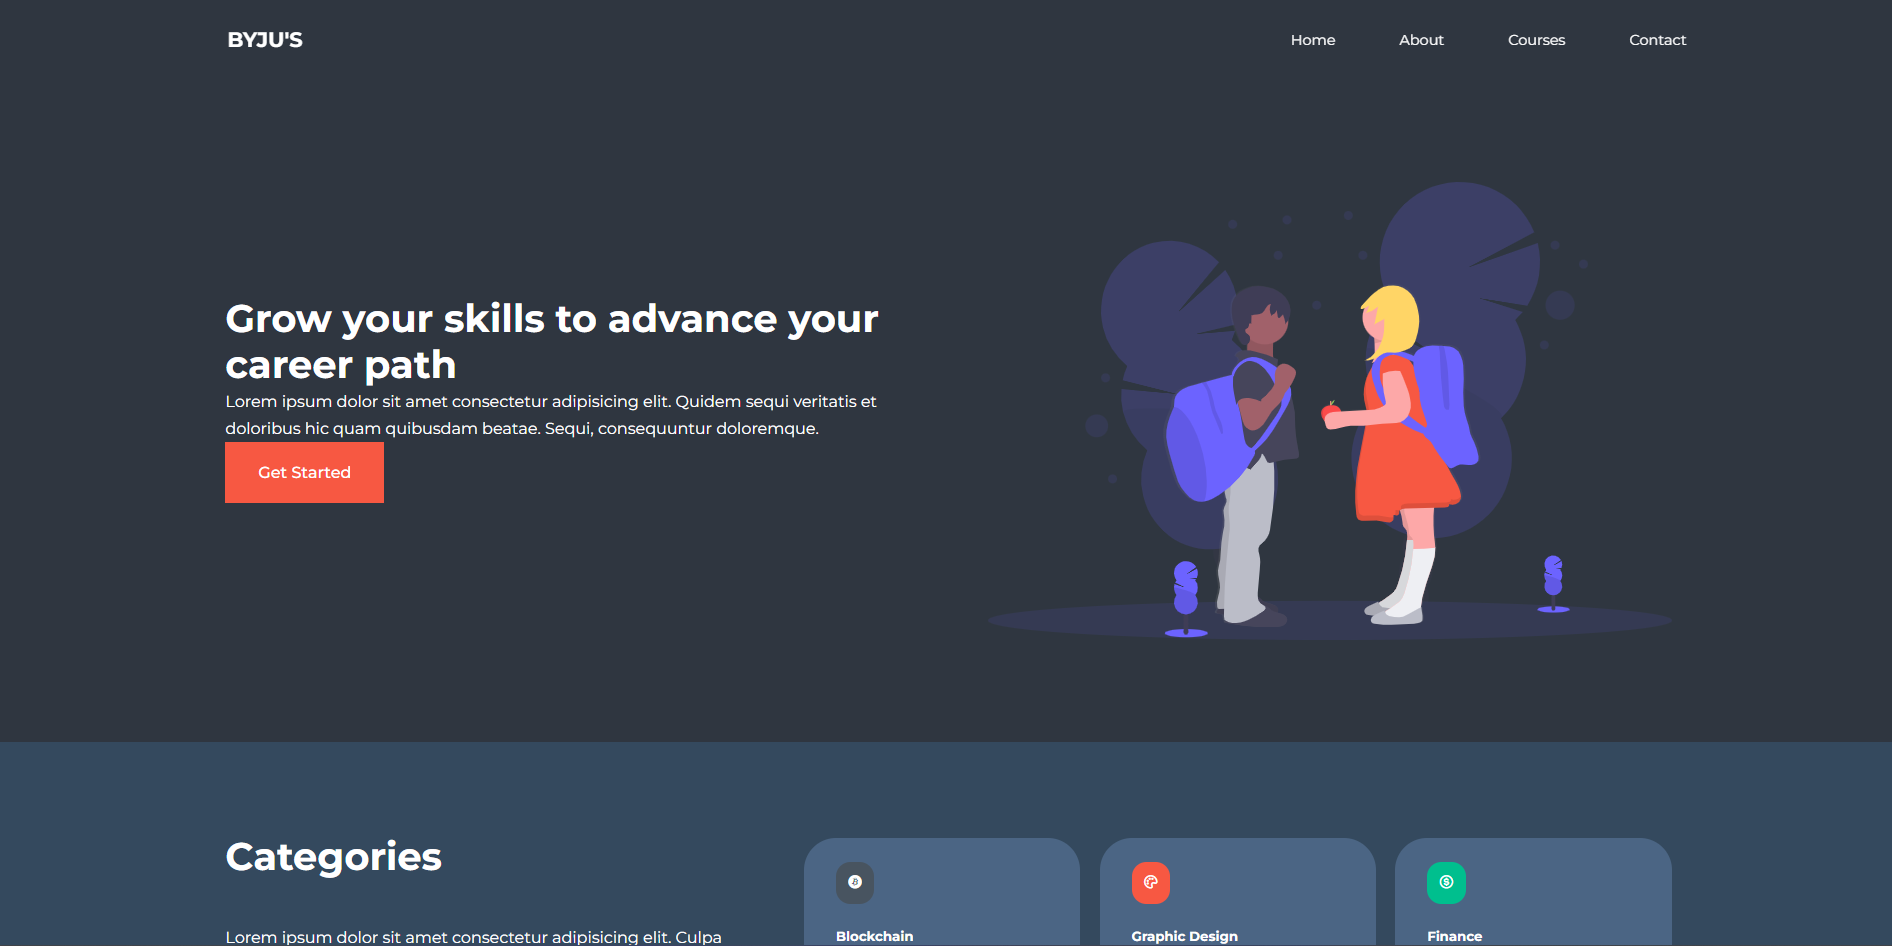 BYJU'S
Home
About
Courses
Contact
Grow your skills to advance your
career path
Lorem ipsum dolor sit amet consectetur adipisicing elit. Quidem sequi veritatis et
doloribus hic quam quibusdam beatae. Sequi, consequuntur doloremque.
Get Started
Categories
Lorem ipsum dolor sit amet consectetur adipisicing elit. Culpa
Blockchain
Graphic Design
Finance